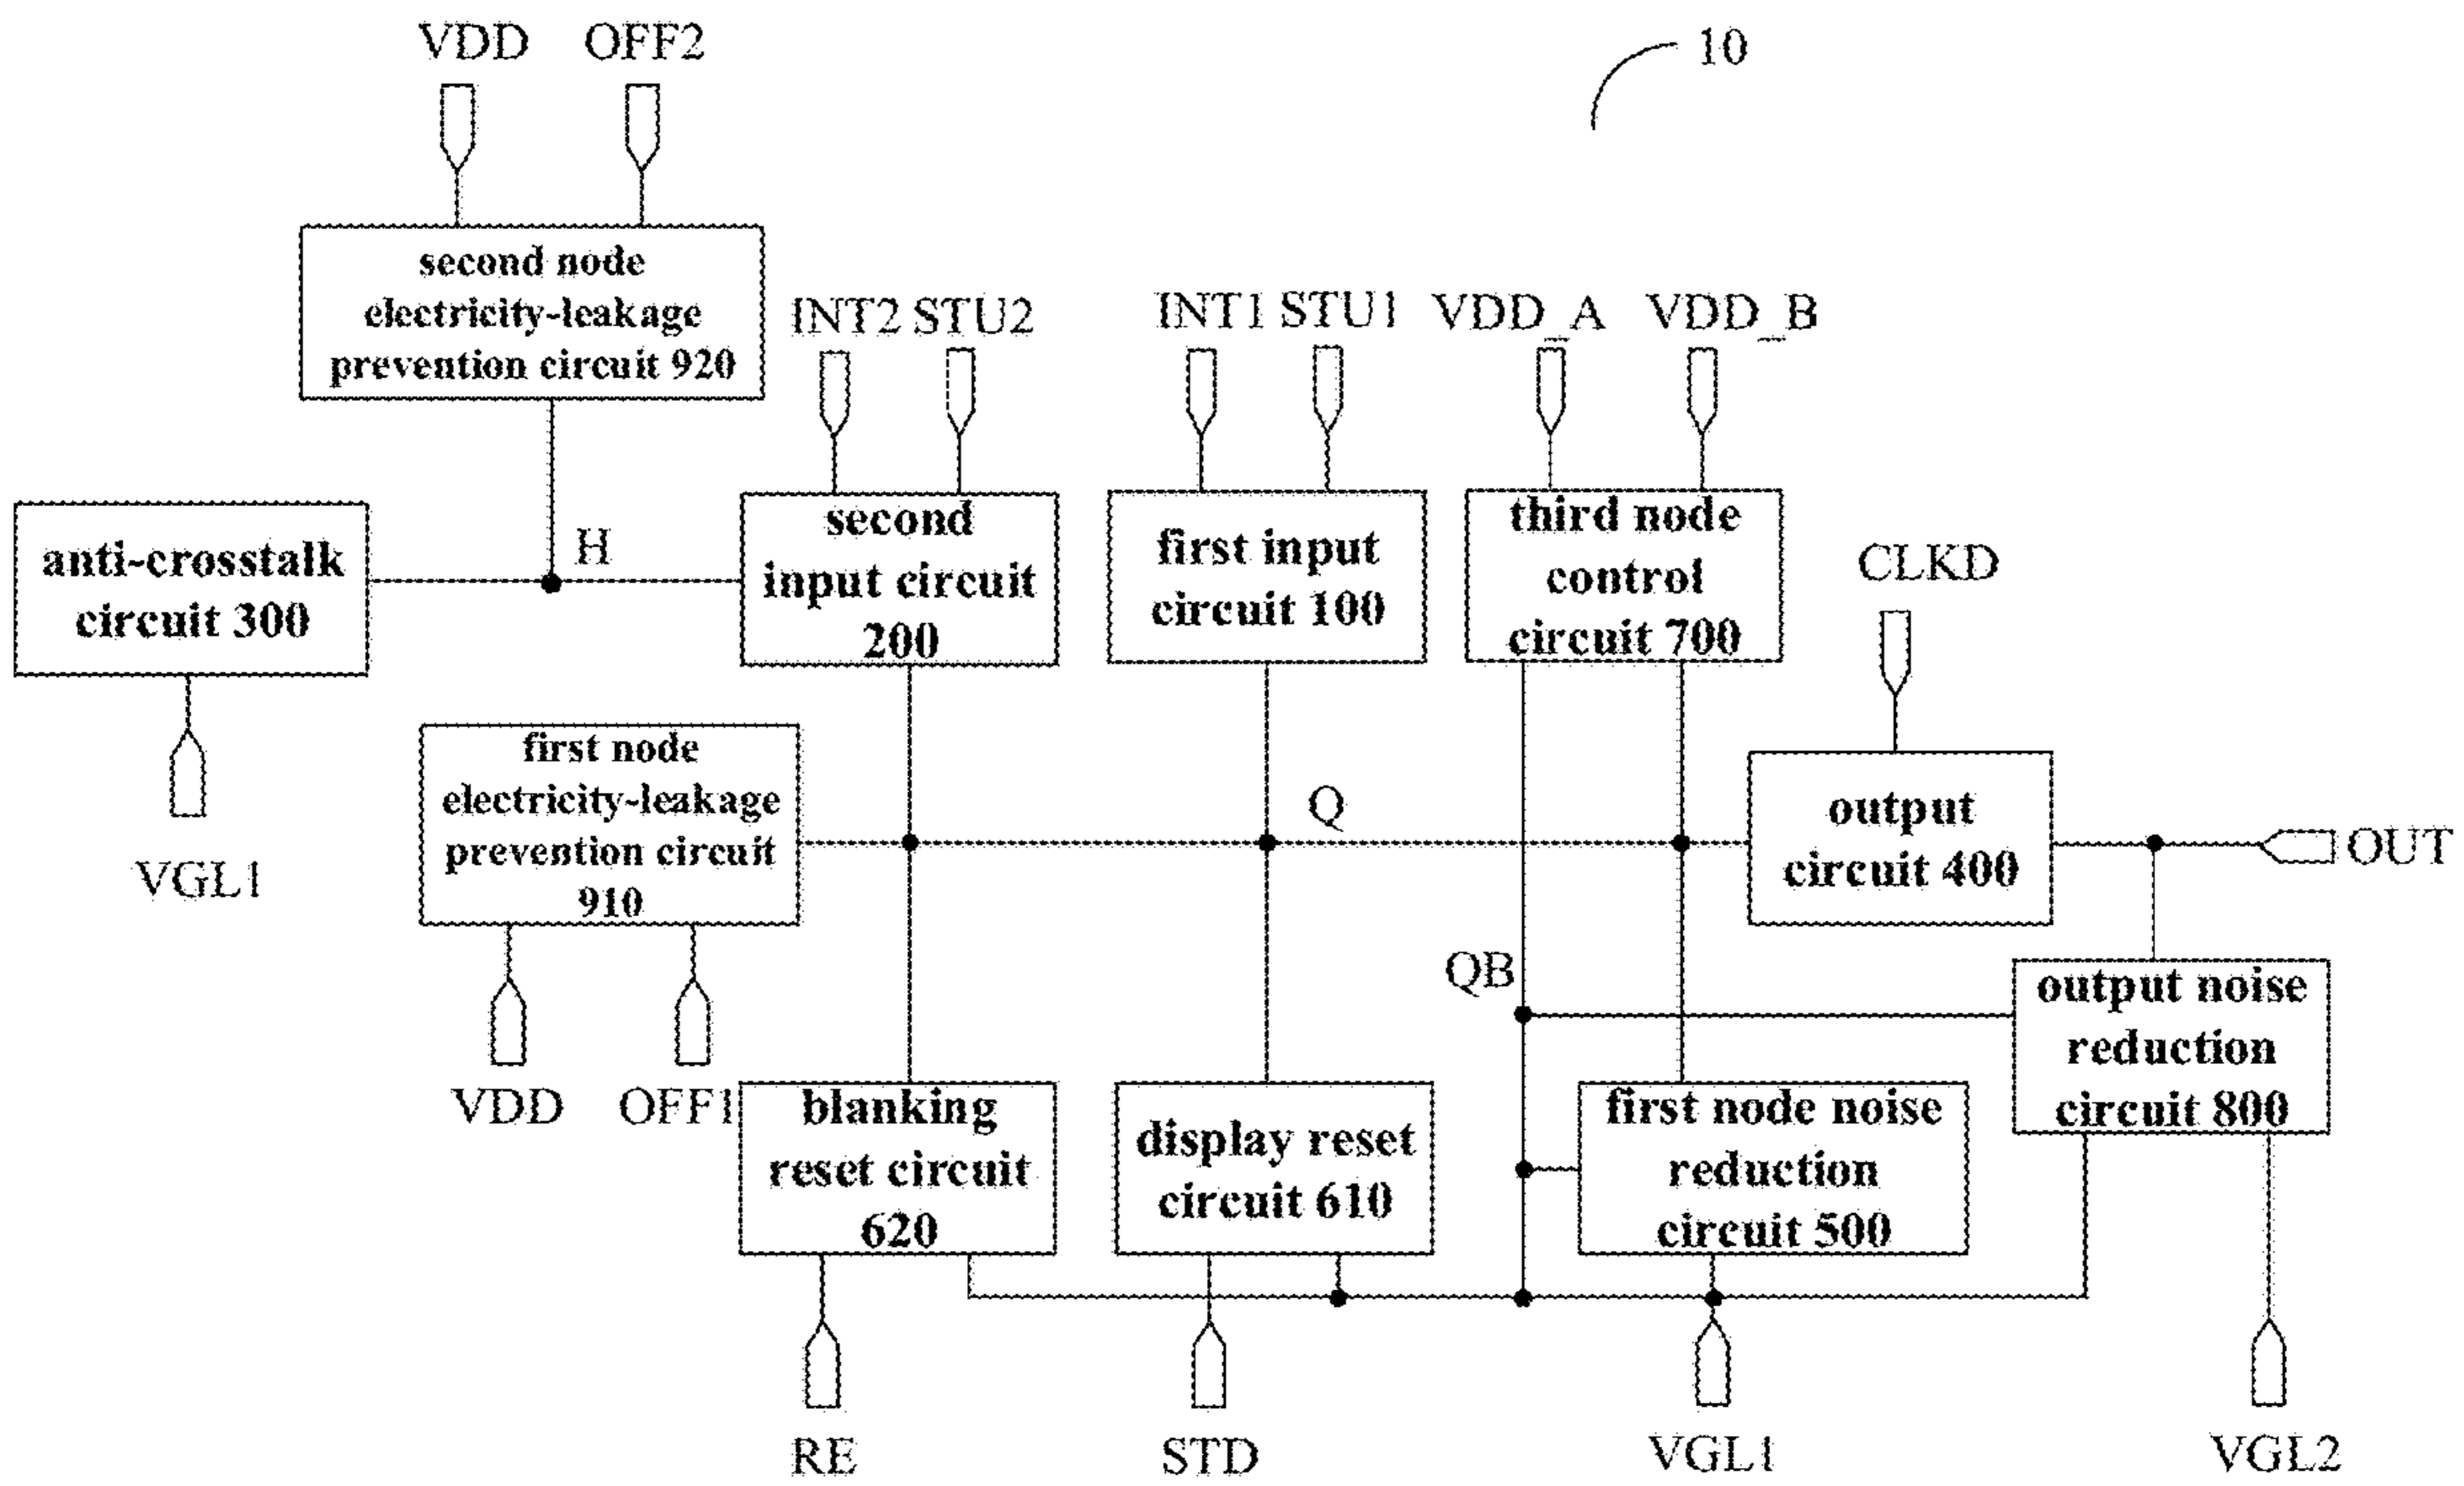 VDD OFF2
10
second node
electricity-leakage
prevention circuit 920
INT2 STU2
INT1 STU1
VDD_A VDD_B
anti-crosstalk
circuit 300
H
second
input circuit
200
first input
circuit 100
third node
control
circuit 700
CLKD
VGL1
first node
electricity-leakage
prevention circuit
910
Q
output
circuit 400
OUT
QB
VDD OFF1
blanking
reset circuit
620
display reset
circuit 610
first node noise
reduction
circuit 500
output noise
reduction
circuit 800
RE
STD
VGL1
VGL2